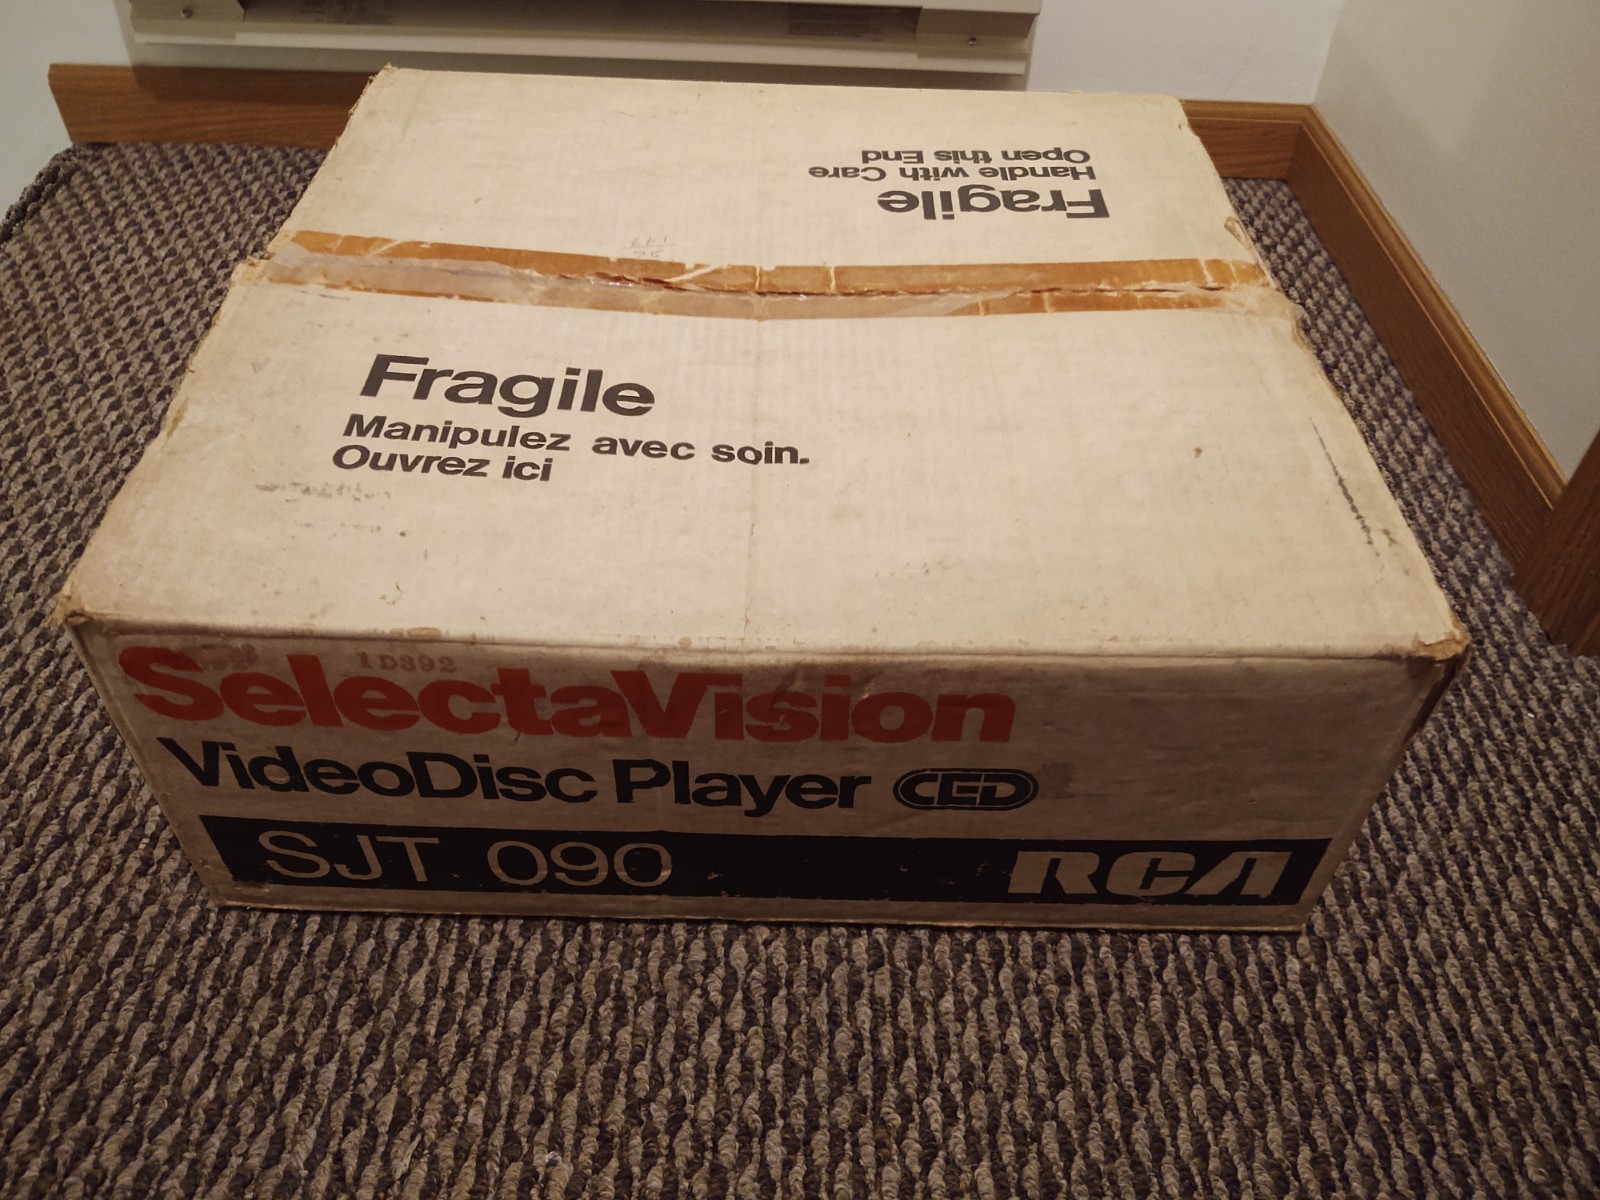 Fragile
Handle with Care
Open this End
Fragile
Manipulez avec soin.
Ouvrez ici
1D392
SelectaVision
VideoDisc Player CED
SJT 090 RCA